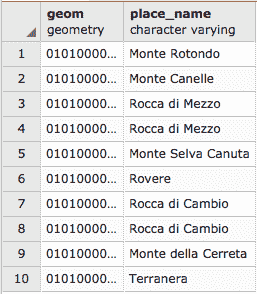 geom place_name
geometry character varying
1 01010000... Monte Rotondo
2 01010000... Monte Canelle
3 01010000... Rocca di Mezzo
4 01010000... Rocca di Mezzo
5 01010000... Monte Selva Canuta
6 01010000... Rovere
7 01010000... Rocca di Cambio
8 01010000... Rocca di Cambio
9 01010000... Monte della Cerreta
10 01010000... Terranera